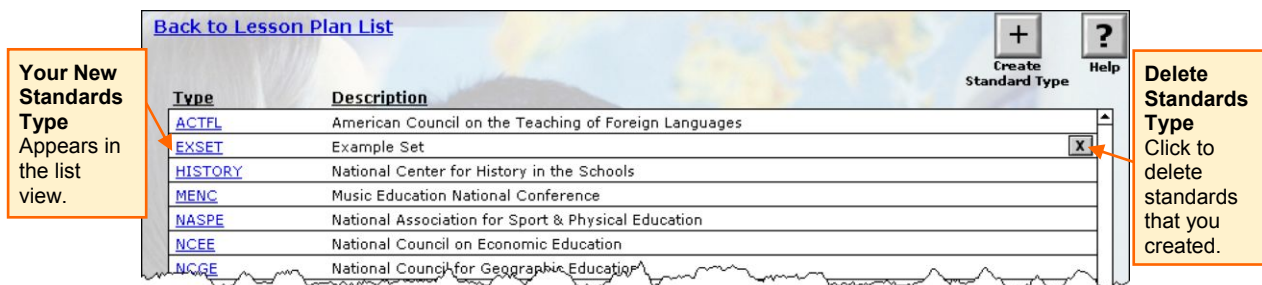 Back to Lesson Plan List
+
?
Create
Standard Type
Help
Your New
Standards
Type
Appears in
the list
view.
Type Description
ACTFL American Council on the Teaching of Foreign Languages
EXSET Example Set X
HISTORY National Center for History in the Schools
MENC Music Education National Conference
NASPE National Association for Sport & Physical Education
NCEE National Council on Economic Education
NCGE National Council for Geographic Education
Delete
Standards
Type
Click to
delete
standards
that you
created.